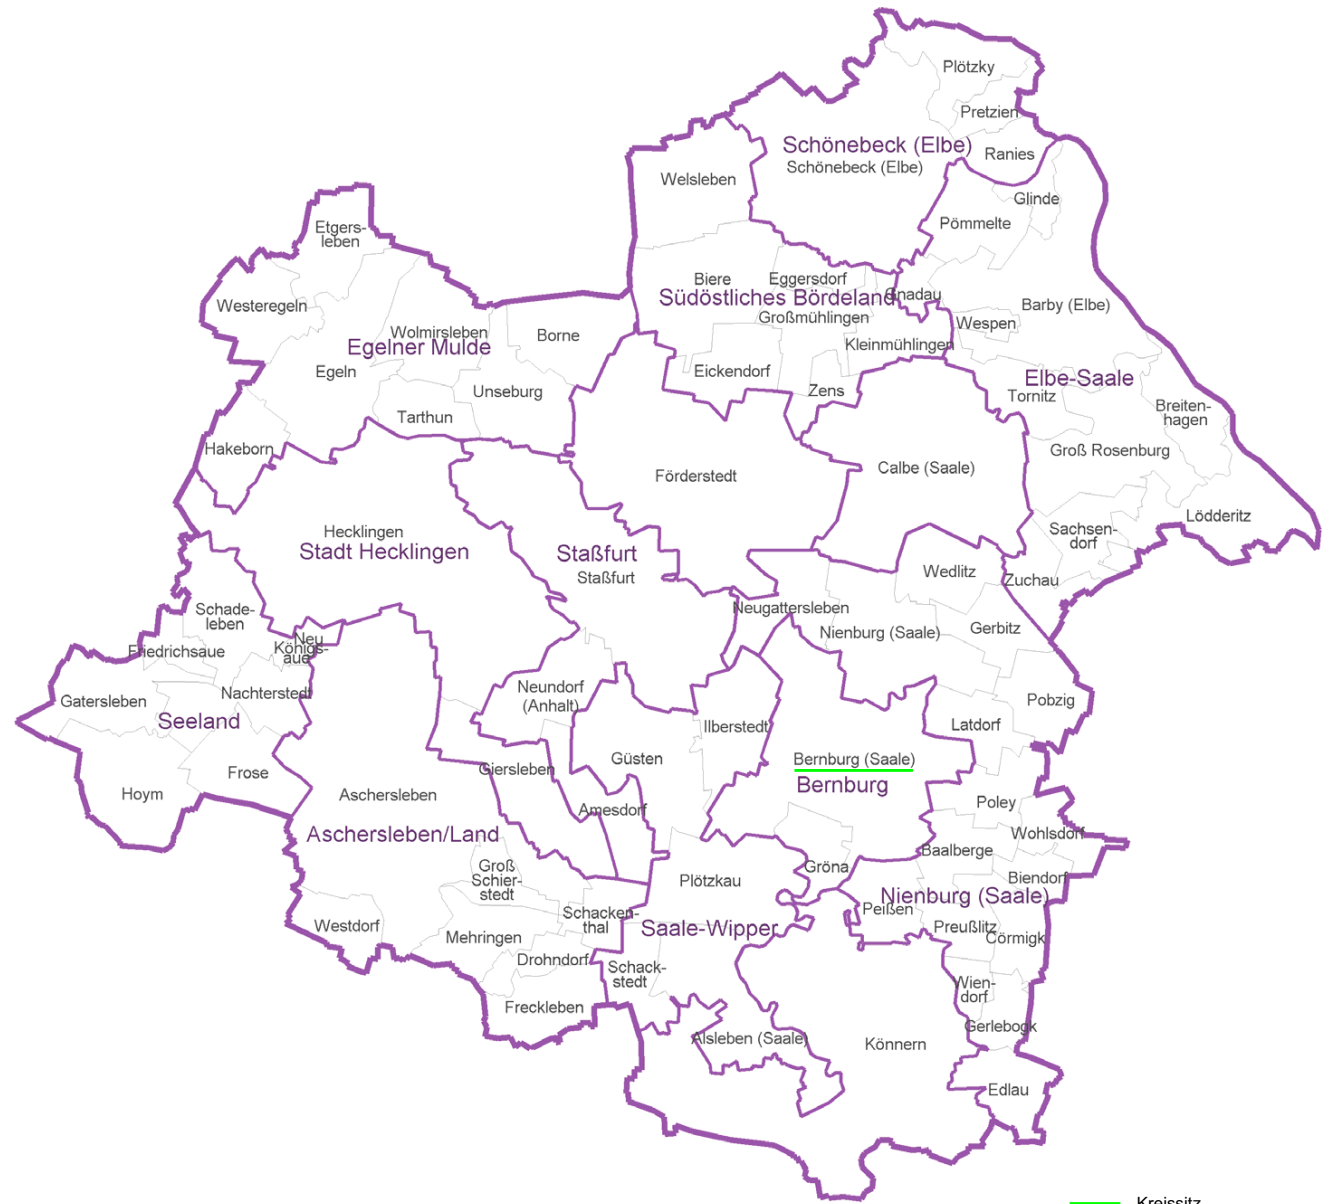 Plötzky
Pretzien
Schönebeck (Elbe)
Ranies
Schönebeck (Elbe)
Welsleben
Glinde
Pömmelte
Etgers-
leben
Biere
Eggersdorf
Südöstliches Bördeland
Gnadau
Westeregeln
Barby (Elbe)
Großmühlingen
Wespen
Wolmirsleben
Borne
Egelner Mulde
Kleinmühlingen
Egeln
Eickendorf
Elbe-Saale
Unseburg
Zens
Tornitz
Tarthun
Breiten-
hagen
Hakeborn
Groß Rosenburg
Calbe (Saale)
Förderstedt
Lödderitz
Hecklingen
Sachsen-
dorf
Stadt Hecklingen
Staßfurt
Staßfurt
Wedlitz
Zuchau
Schade-
leben
Neugattersleben
Nienburg (Saale)
Gerbitz
Neu
Königs-
aue
Friedrichsaue
Nachterstedt
Neundorf
(Anhalt)
Gatersleben
Pobzig
Seeland
Ilberstedt
Latdorf
Güsten
Bernburg (Saale)
Giersleben
Frose
Bernburg
Hoym
Aschersleben
Poley
Amesdorf
Aschersleben/Land
Wohlsdorf
Baalberge
Groß
Schier-
stedt
Gröna
Plötzkau
Biendorf
Nienburg (Saale)
Peißen
Schacken-
thal
Westdorf
Saale-Wipper
Preußlitz
Mehringen
Cörmigk
Drohndorf
Schack-
stedt
Wien-
dorf
Freckleben
Gerlebogk
Alsleben (Saale)
Könnern
Edlau
Kreissitz